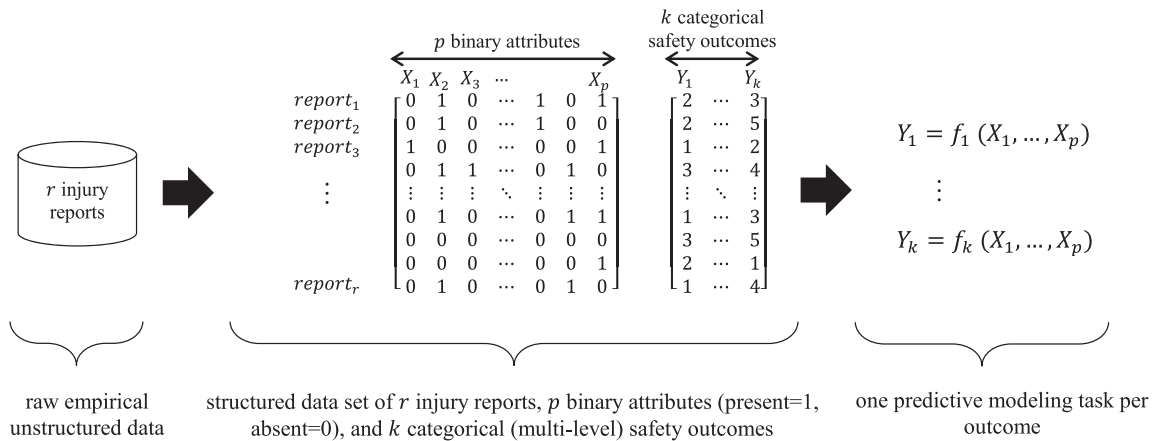 k categorical
safety outcomes
p binary attributes
X₁ X₂ X₃ ⋯ Xₚ Y₁ Yₖ
report₁ 0 1 0 ⋯ 1 0 1 2 ⋯ 3
report₂ 0 1 0 ⋯ 1 0 0 2 ⋯ 5
report₃ 1 0 0 ⋯ 0 0 1 1 ⋯ 2
0 1 1 ⋯ 0 1 0 3 ⋯ 4
⋮ ⋮ ⋮ ⋮ ⋱ ⋮ ⋮ ⋮ ⋮ ⋱ ⋮
0 1 0 ⋯ 0 1 1 1 ⋯ 3
0 0 0 ⋯ 0 0 0 3 ⋯ 5
0 0 0 ⋯ 0 0 1 2 ⋯ 1
reportᵣ 0 1 0 ⋯ 0 1 0 1 ⋯ 4
r injury
reports
Y₁ = f₁ (X₁, … , Xₚ)
⋮
Yₖ = fₖ (X₁, … , Xₚ)
raw empirical
unstructured data
structured data set of r injury reports, p binary attributes (present=1,
absent=0), and k categorical (multi-level) safety outcomes
one predictive modeling task per
outcome